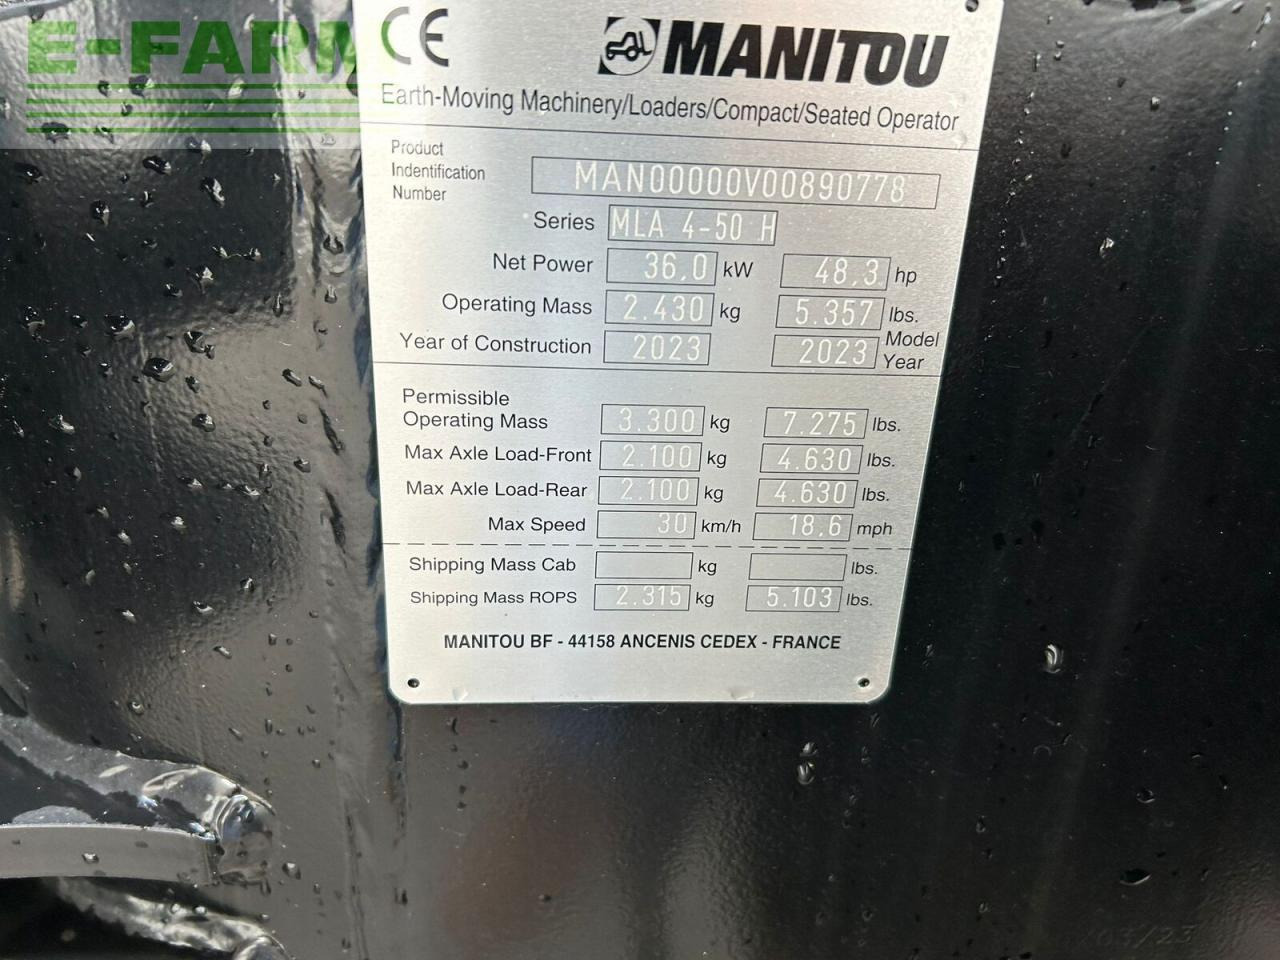 E-FARM
CE MANITOU
Earth-Moving Machinery/Loaders/Compact/Seated Operator
Product
Indentification
Number
MAN00000V00890778
Series MLA 4-50 H
Net Power 36,0 kW 48,3 hp
Operating Mass 2.430 kg 5.357 lbs.
Year of Construction 2023 2023 Model
Year
Permissible
Operating Mass 3.300 kg 7.275 lbs.
Max Axle Load-Front 2.100 kg 4.630 lbs.
Max Axle Load-Rear 2.100 kg 4.630 lbs.
Max Speed 30 km/h 18.6 mph
Shipping Mass Cab kg lbs.
Shipping Mass ROPS 2.315 kg 5.103 lbs.
MANITOU BF - 44158 ANCENIS CEDEX - FRANCE